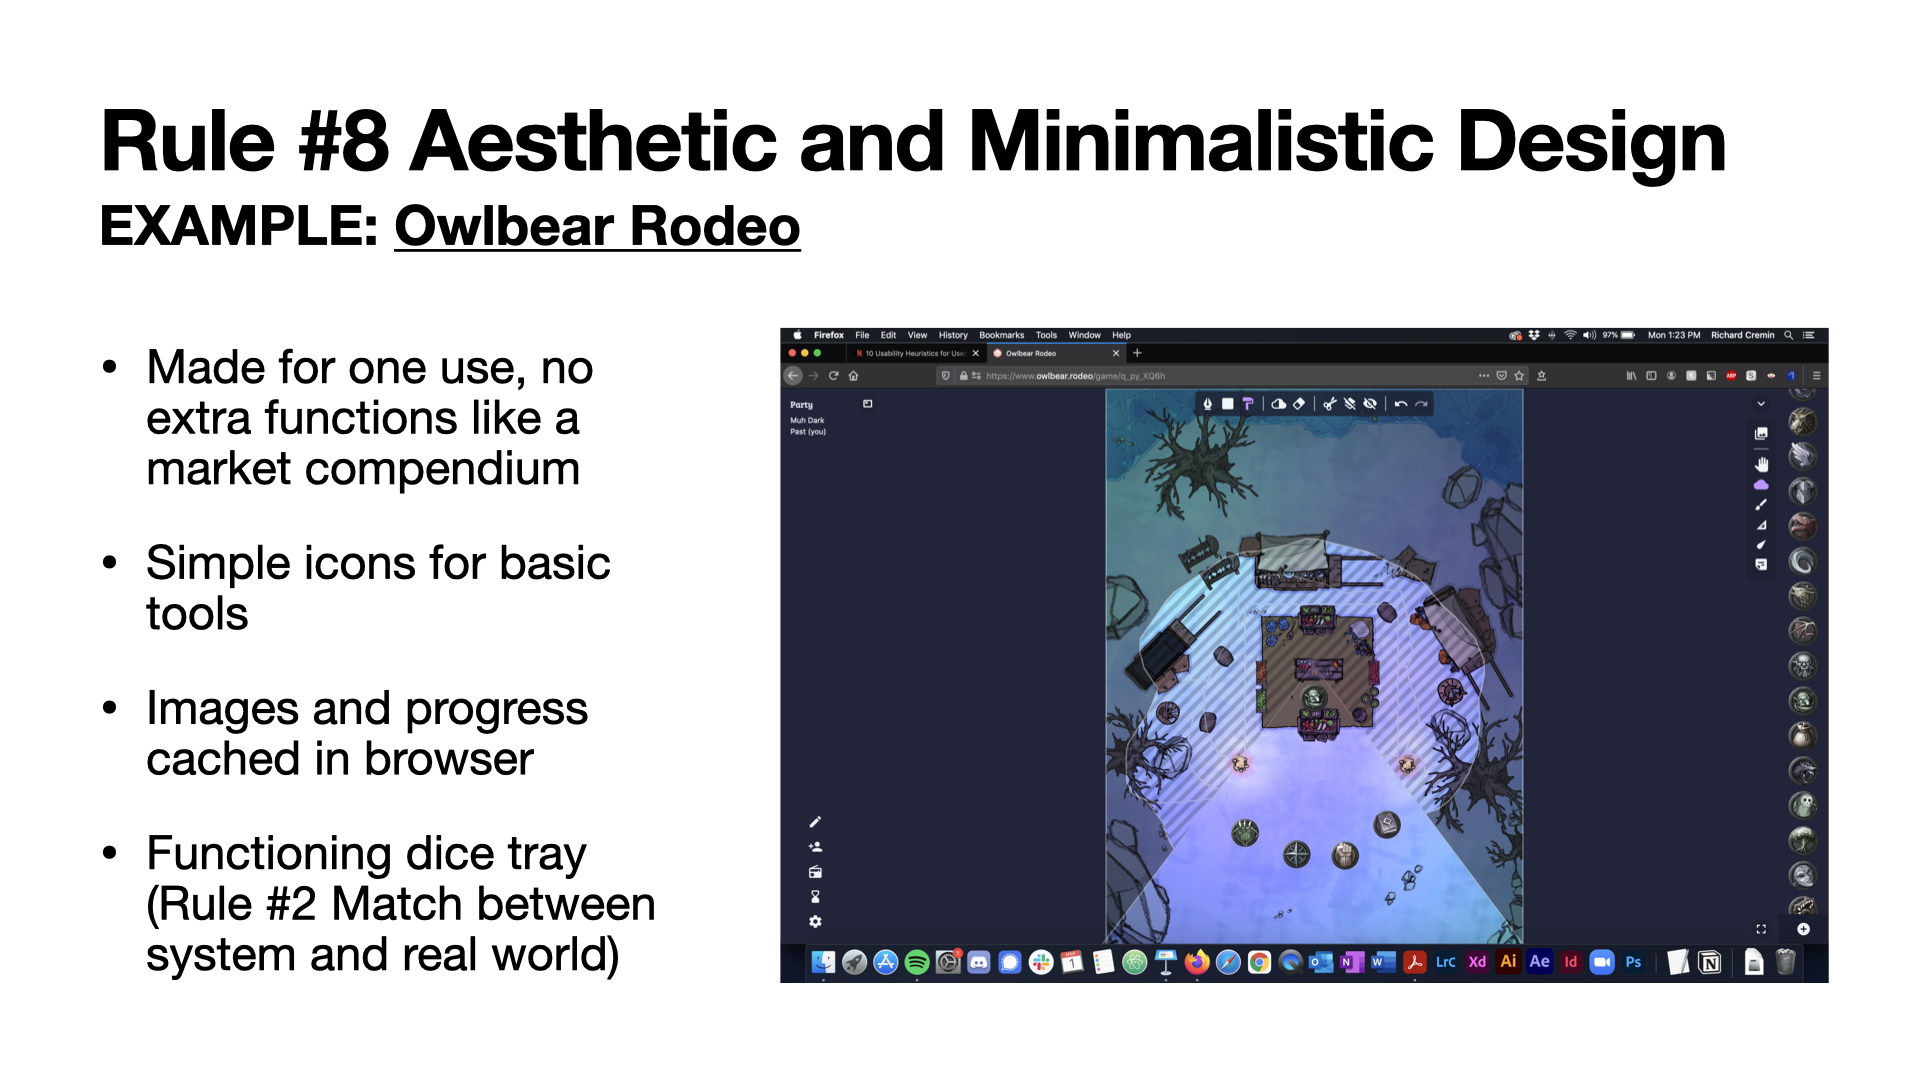 Rule #8 Aesthetic and Minimalistic Design
EXAMPLE: Owlbear Rodeo
• Made for one use, no
extra functions like a
market compendium
• Simple icons for basic
tools
• Images and progress
cached in browser
• Functioning dice tray
(Rule #2 Match between
system and real world)
Firefox File Edit View History Bookmarks Tools Window Help
97% Mon 1:23 PM Richard Cremin
N 10 Usability Heuristics for User
Owlbear Rodeo
https://www.owlbear.rodeo/game/q_py_XQ6h
ABP
S
Party
Muh Dark
Past (you)
1
1
N
W
LrC
Xd
Ai
Ae
Id
Ps
N